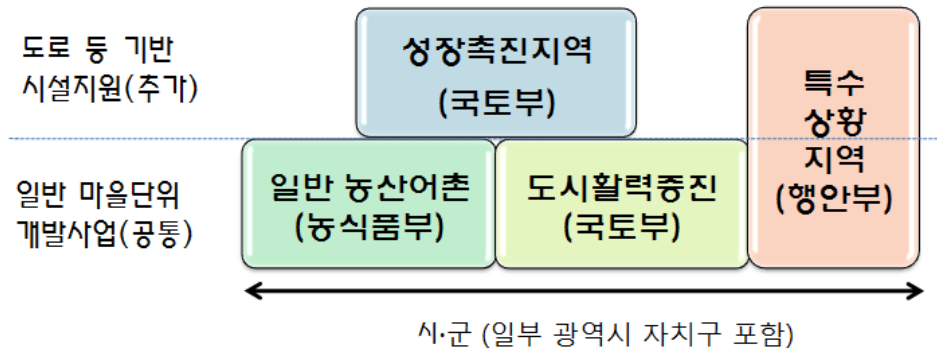 도로 등 기반
시설지원(추가)
성장촉진지역
(국토부)
특수
상황
지역
(행안부)
일반 마을단위
개발사업(공통)
일반 농산어촌
(농식품부)
도시활력증진
(국토부)
시·군 (일부 광역시 자치구 포함)